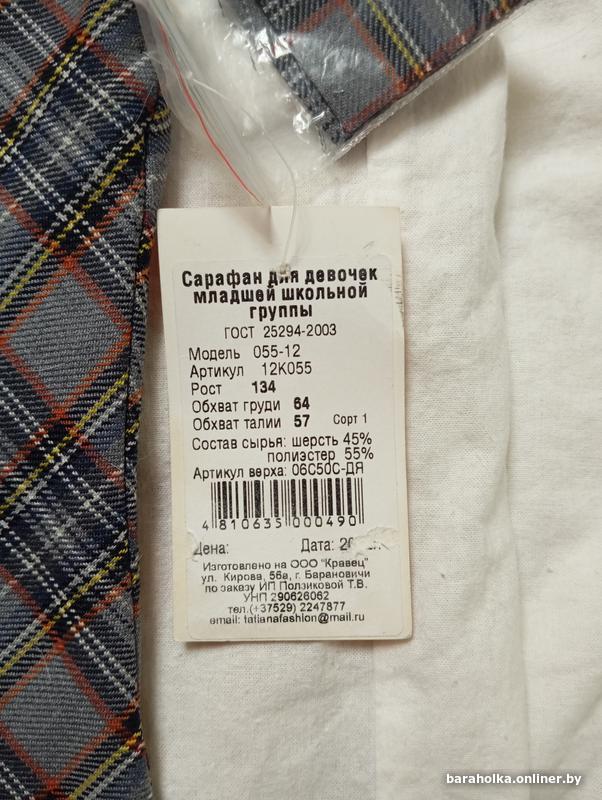 Сарафан для девочек
младшей школьной
группы
ГОСТ 25294-2003
Модель 055-12
Артикул 12К055
Рост 134
Обхват груди 64
Обхват талии 57 Сорт 1
Состав сырья: шерсть 45%
полиэстер 55%
Артикул верха: 06С50С-ДЯ
4 810635 000490
Цена: Дата:
Изготовлено на ООО "Кравец"
ул. Кирова, 56а, г. Барановичи
по заказу ИП Ползиковой Т.В.
УНП 290626062
тел.(+37529) 2247877
email: tatianafashion@mail.ru
baraholka.onliner.by